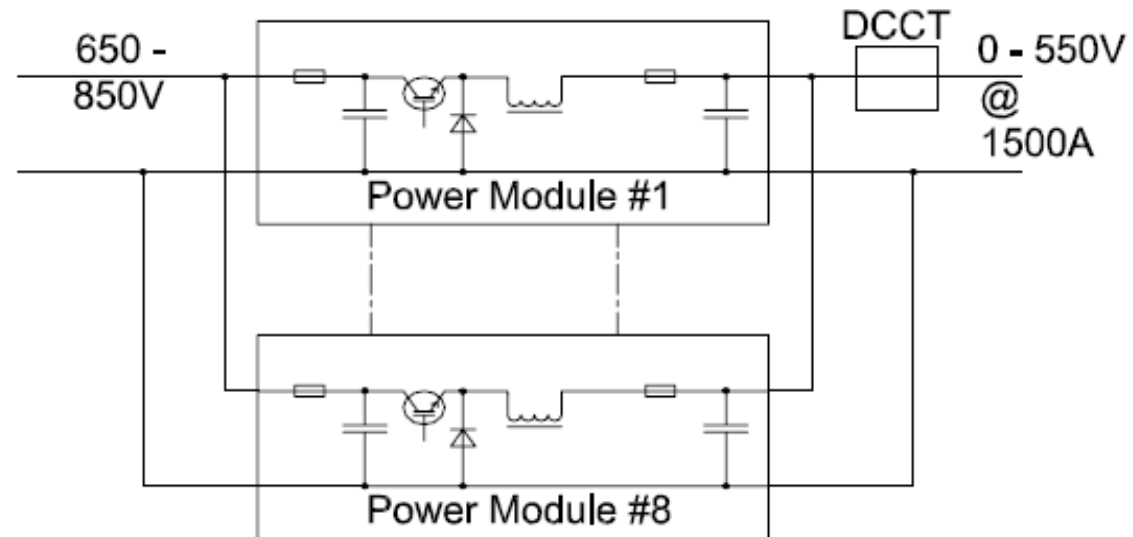 650 -
850V
DCCT
0 - 550V
@
1500A
Power Module #1
Power Module #8